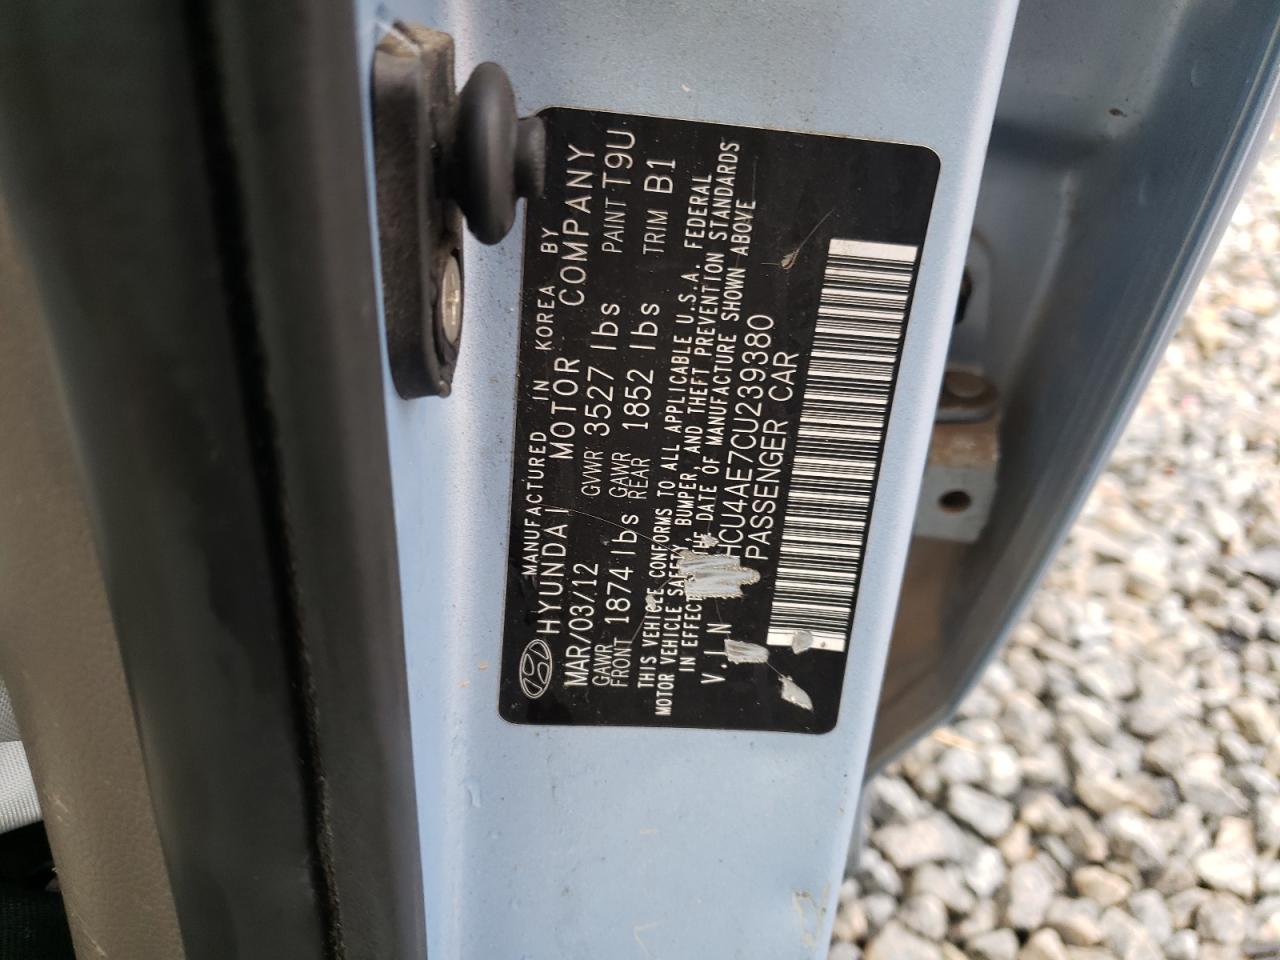 MANUFACTURED IN KOREA BY
HYUNDAI MOTOR COMPANY
MAR/03/12 GVWR 3527 lbs PAINT T9U
GAWR FRONT 1874 lbs GAWR REAR 1852 lbs TRIM B1
THIS VEHICLE CONFORMS TO ALL APPLICABLE U.S.A. FEDERAL
MOTOR VEHICLE SAFETY, BUMPER, AND THEFT PREVENTION STANDARDS
IN EFFECT THE DATE OF MANUFACTURE SHOWN ABOVE
V.I.N HCU4AE7CU239380
PASSENGER CAR